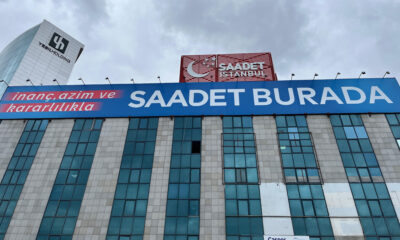 SAADET
İSTANBUL
inanç, azim ve
kararlılıkla
SAADET BURADA